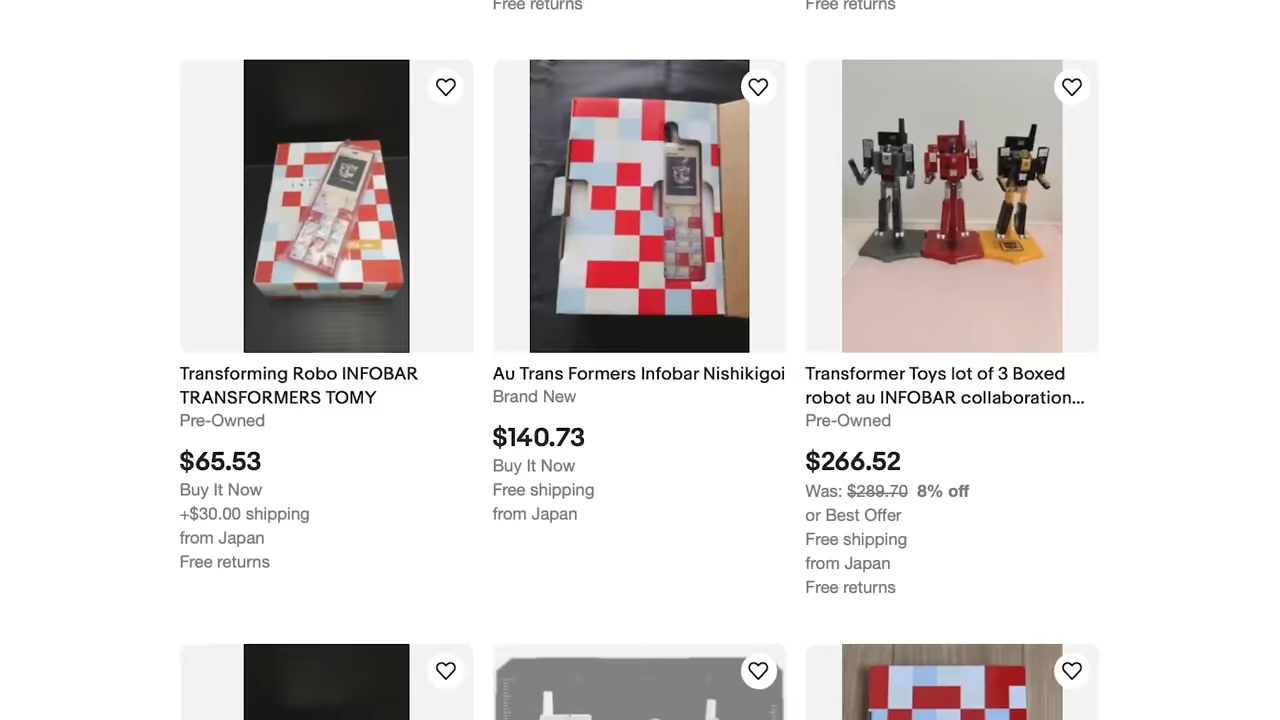 Free returns
Free returns
Transforming Robo INFOBAR
TRANSFORMERS TOMY
Pre-Owned
$65.53
Buy It Now
+$30.00 shipping
from Japan
Free returns
Au Trans Formers Infobar Nishikigoi
Brand New
$140.73
Buy It Now
Free shipping
from Japan
Transformer Toys lot of 3 Boxed
robot au INFOBAR collaboration...
Pre-Owned
$266.52
Was: $289.70 8% off
or Best Offer
Free shipping
from Japan
Free returns